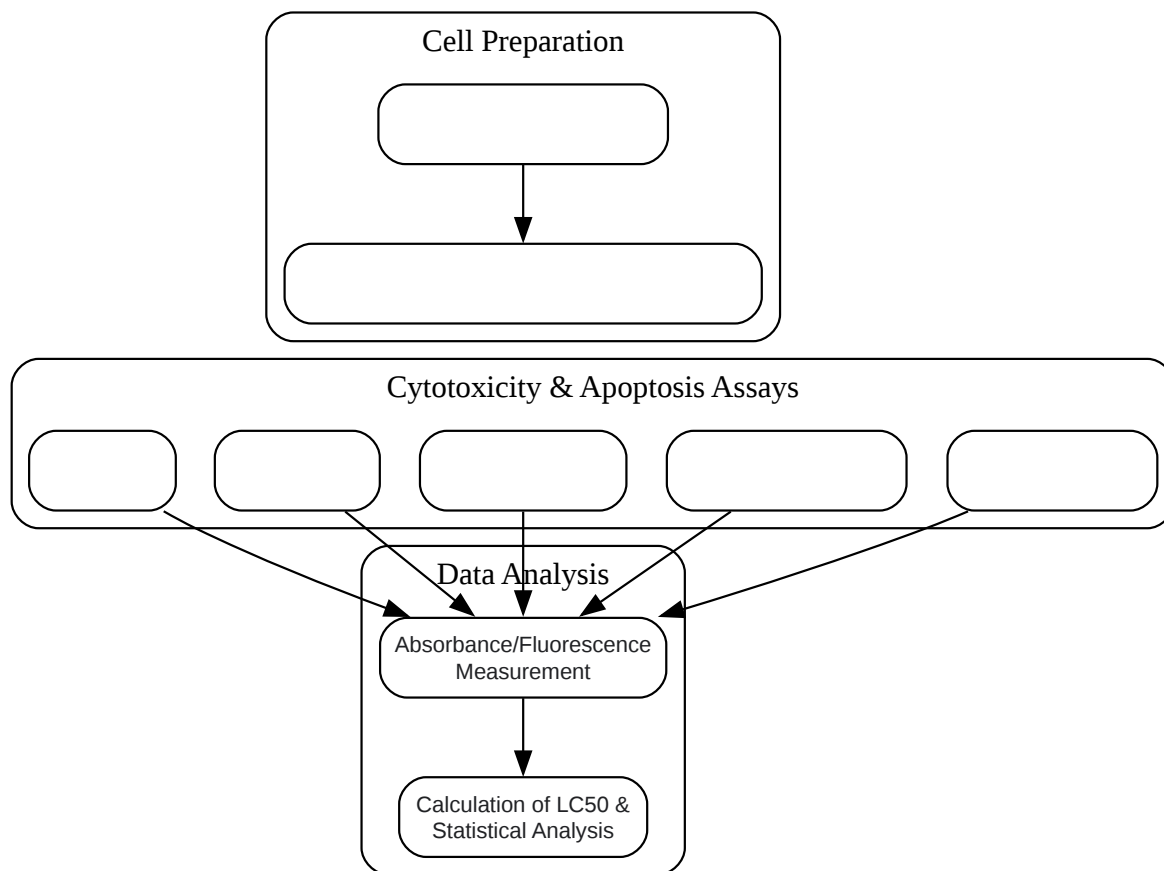 Cell Preparation
Cytotoxicity & Apoptosis Assays
Data Analysis
Absorbance/Fluorescence
Measurement
Calculation of LC50 &
Statistical Analysis